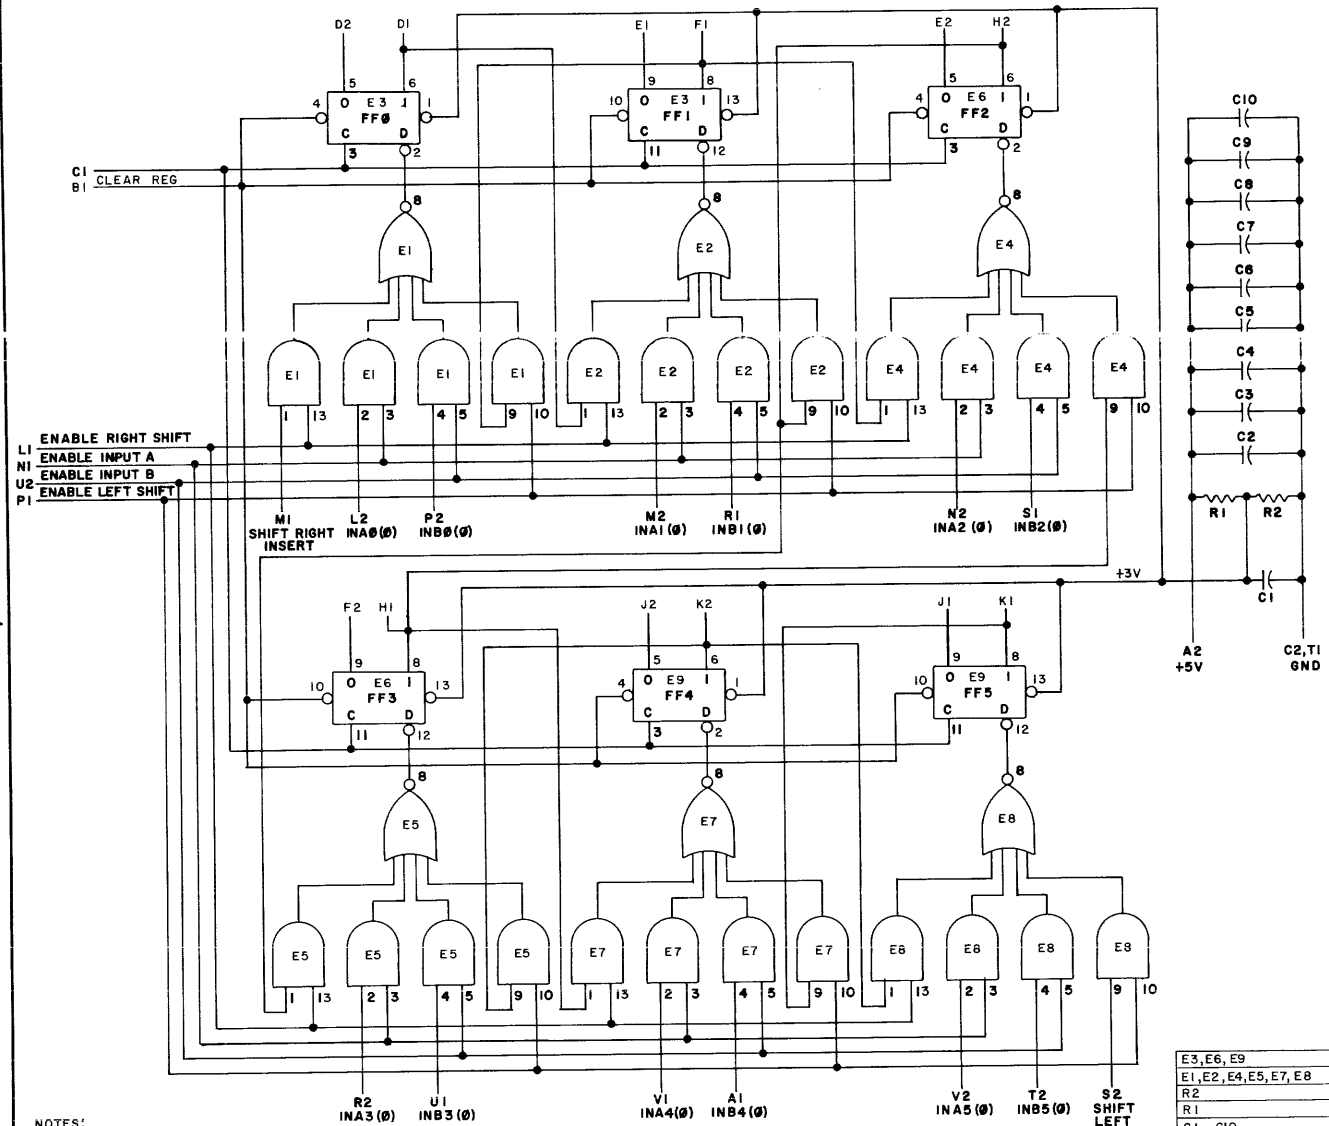 D2 D1 E1 F1 E2 H2
5 6 9 8 5 6
4 0 E3 1 1 10 0 E3 1 13 4 0 E6 1 1
FFØ FF1 FF2
C D C D C D
3 2 11 12 3 2
C1
B1 CLEAR REG
8 8 8
E1 E2 E4
E1 E1 E1 E1 E2 E2 E2 E2 E4 E4 E4 E4
1 13 2 3 4 5 9 10 1 13 2 3 4 5 9 10 1 13 2 3 4 5 9 10
L1 ENABLE RIGHT SHIFT
N1 ENABLE INPUT A
U2 ENABLE INPUT B
P1 ENABLE LEFT SHIFT
M1 L2 P2 M2 R1 N2 S1
SHIFT RIGHT INAØ(Ø) INBØ(Ø) INA1(Ø) INB1(Ø) INA2(Ø) INB2(Ø)
INSERT
C10
C9
C8
C7
C6
C5
C4
C3
C2
R1 R2
+3V
C1
A2 C2,T1
+5V GND
F2 H1 J2 K2 J1 K1
9 8 5 6 9 8
10 0 E6 1 13 4 0 E9 1 1 10 0 E9 1 13
FF3 FF4 FF5
C D C D C D
11 12 3 2 11 12
8 8 8
E5 E7 E8
E5 E5 E5 E5 E7 E7 E7 E7 E8 E8 E8 E8
1 13 2 3 4 5 9 10 1 13 2 3 4 5 9 10 1 13 2 3 4 5 9 10
R2 U1 V1 A1 V2 T2 S2
INA3(Ø) INB3(Ø) INA4(Ø) INB4(Ø) INA5(Ø) INB5(Ø) SHIFT
LEFT
E3,E6,E9
E1,E2,E4,E5,E7,E8
R2
R1
NOTES: